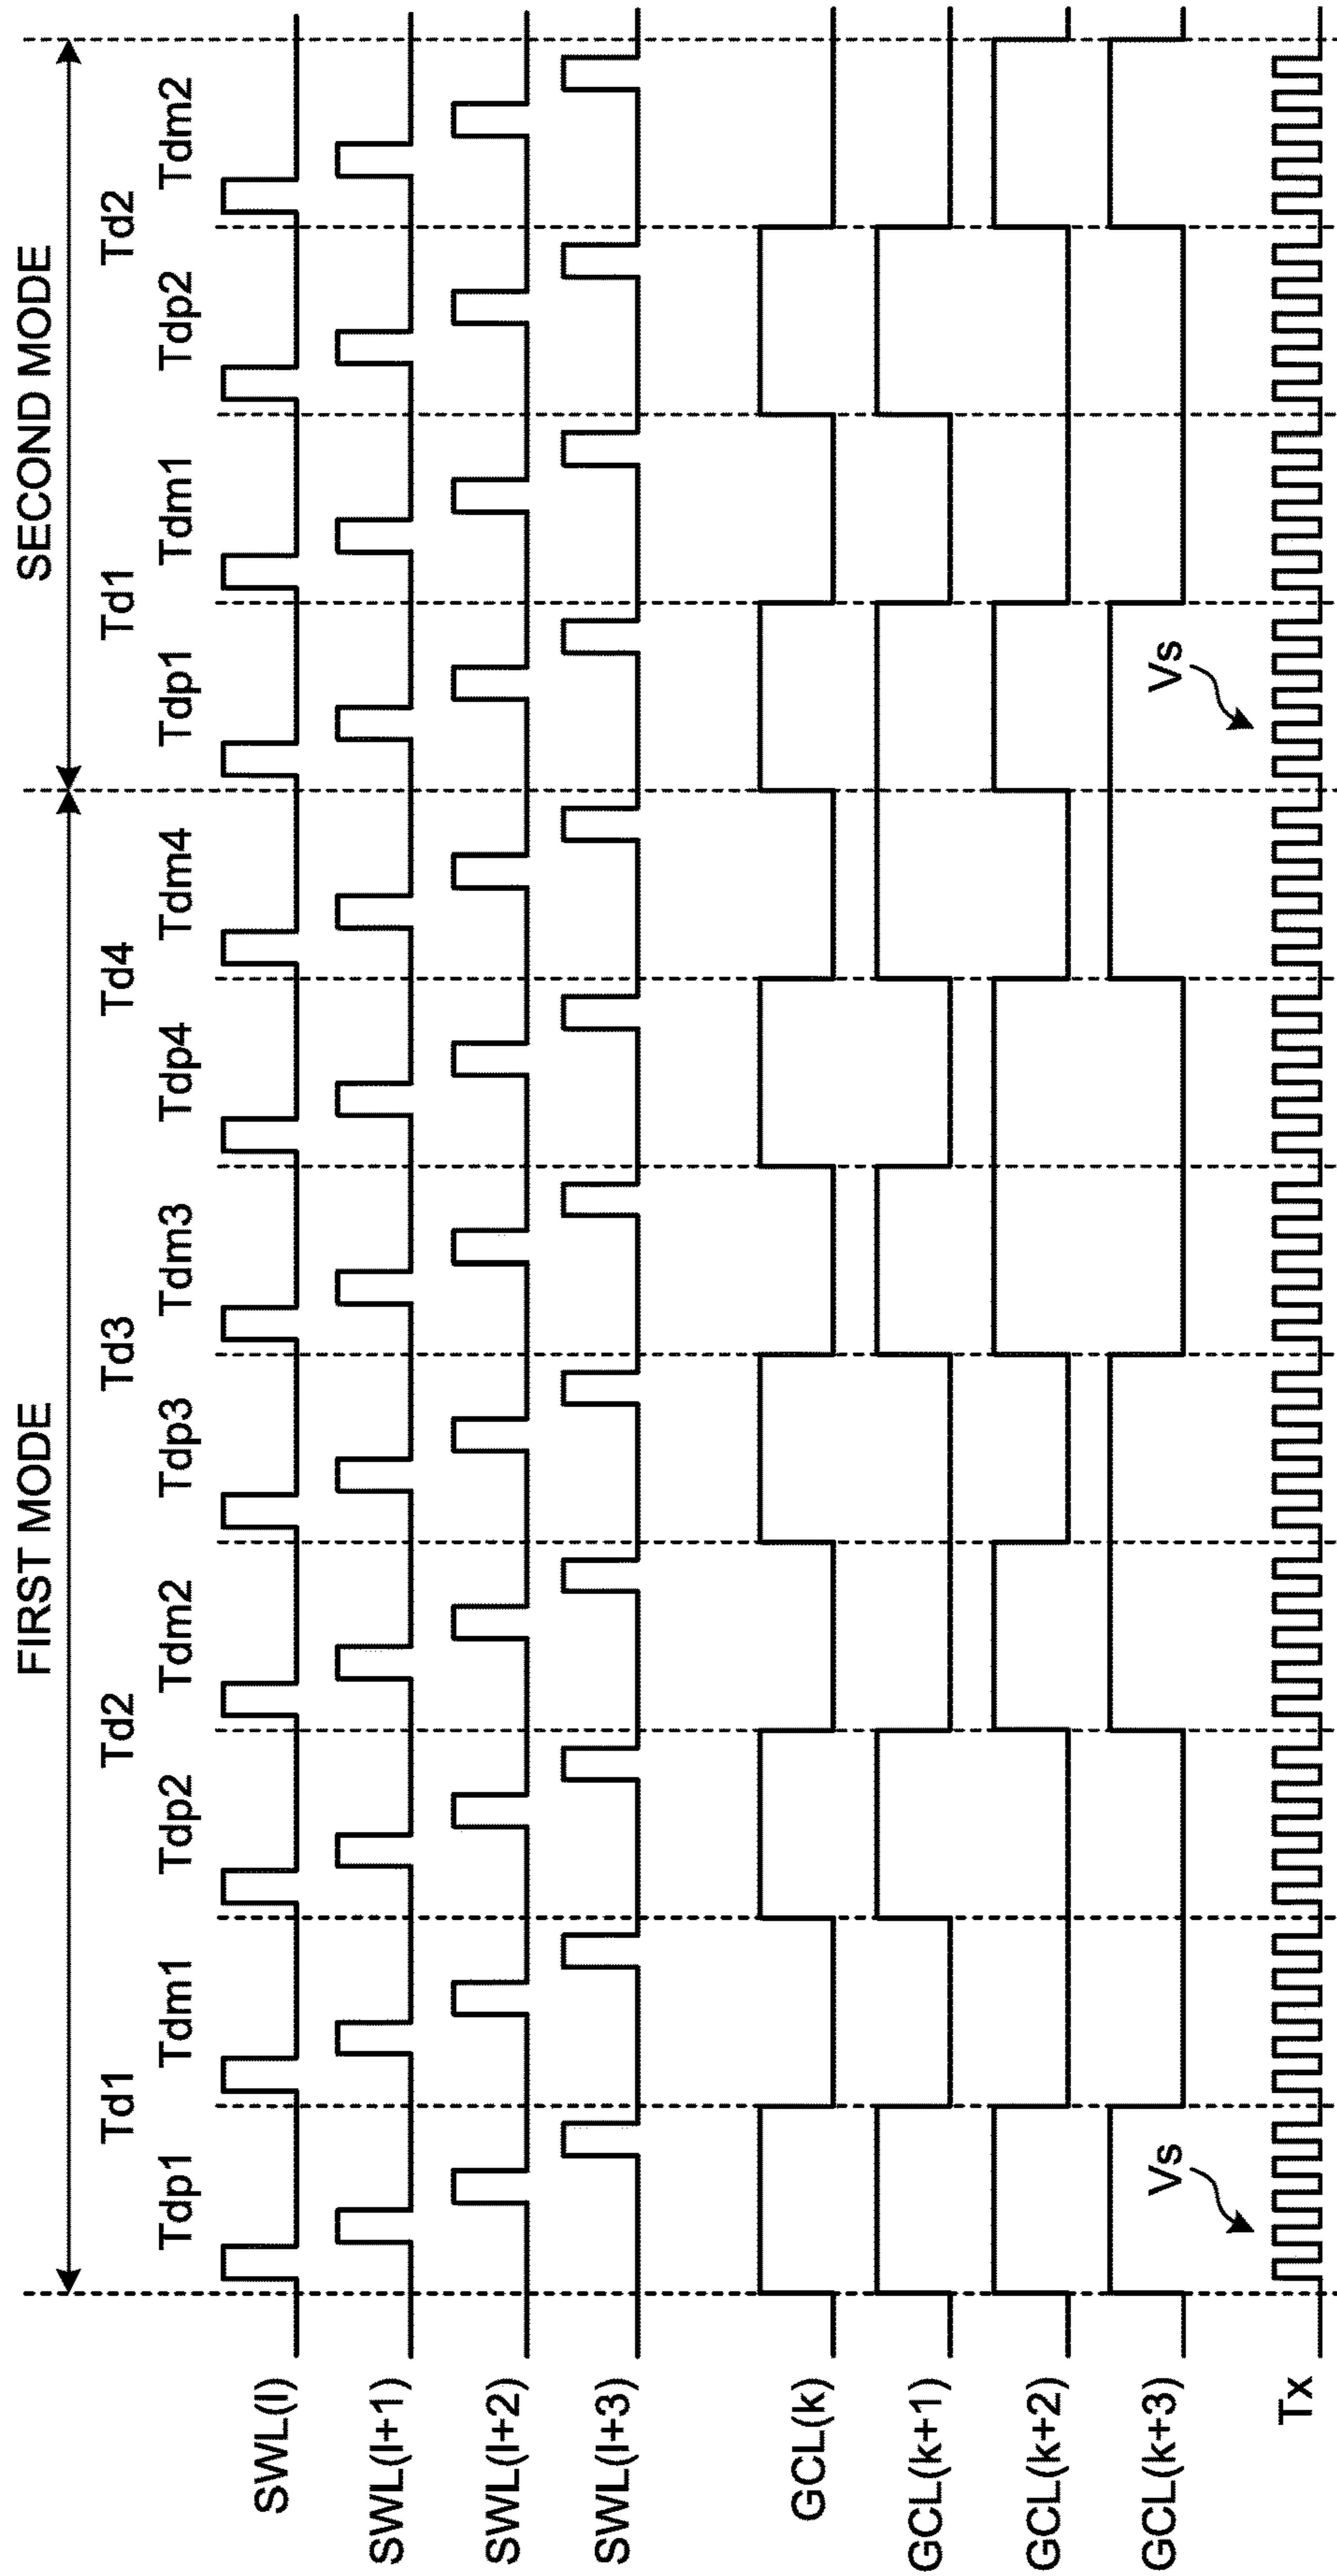 FIRST MODE SECOND MODE
Td1 Td2 Td3 Td4 Td1 Td2
Tdp1 Tdm1 Tdp2 Tdm2 Tdp3 Tdm3 Tdp4 Tdm4 Tdp1 Tdm1 Tdp2 Tdm2
SWL(l)
SWL(l+1)
SWL(l+2)
SWL(l+3)
GCL(k)
GCL(k+1)
GCL(k+2)
GCL(k+3)
Vs Vs
Tx